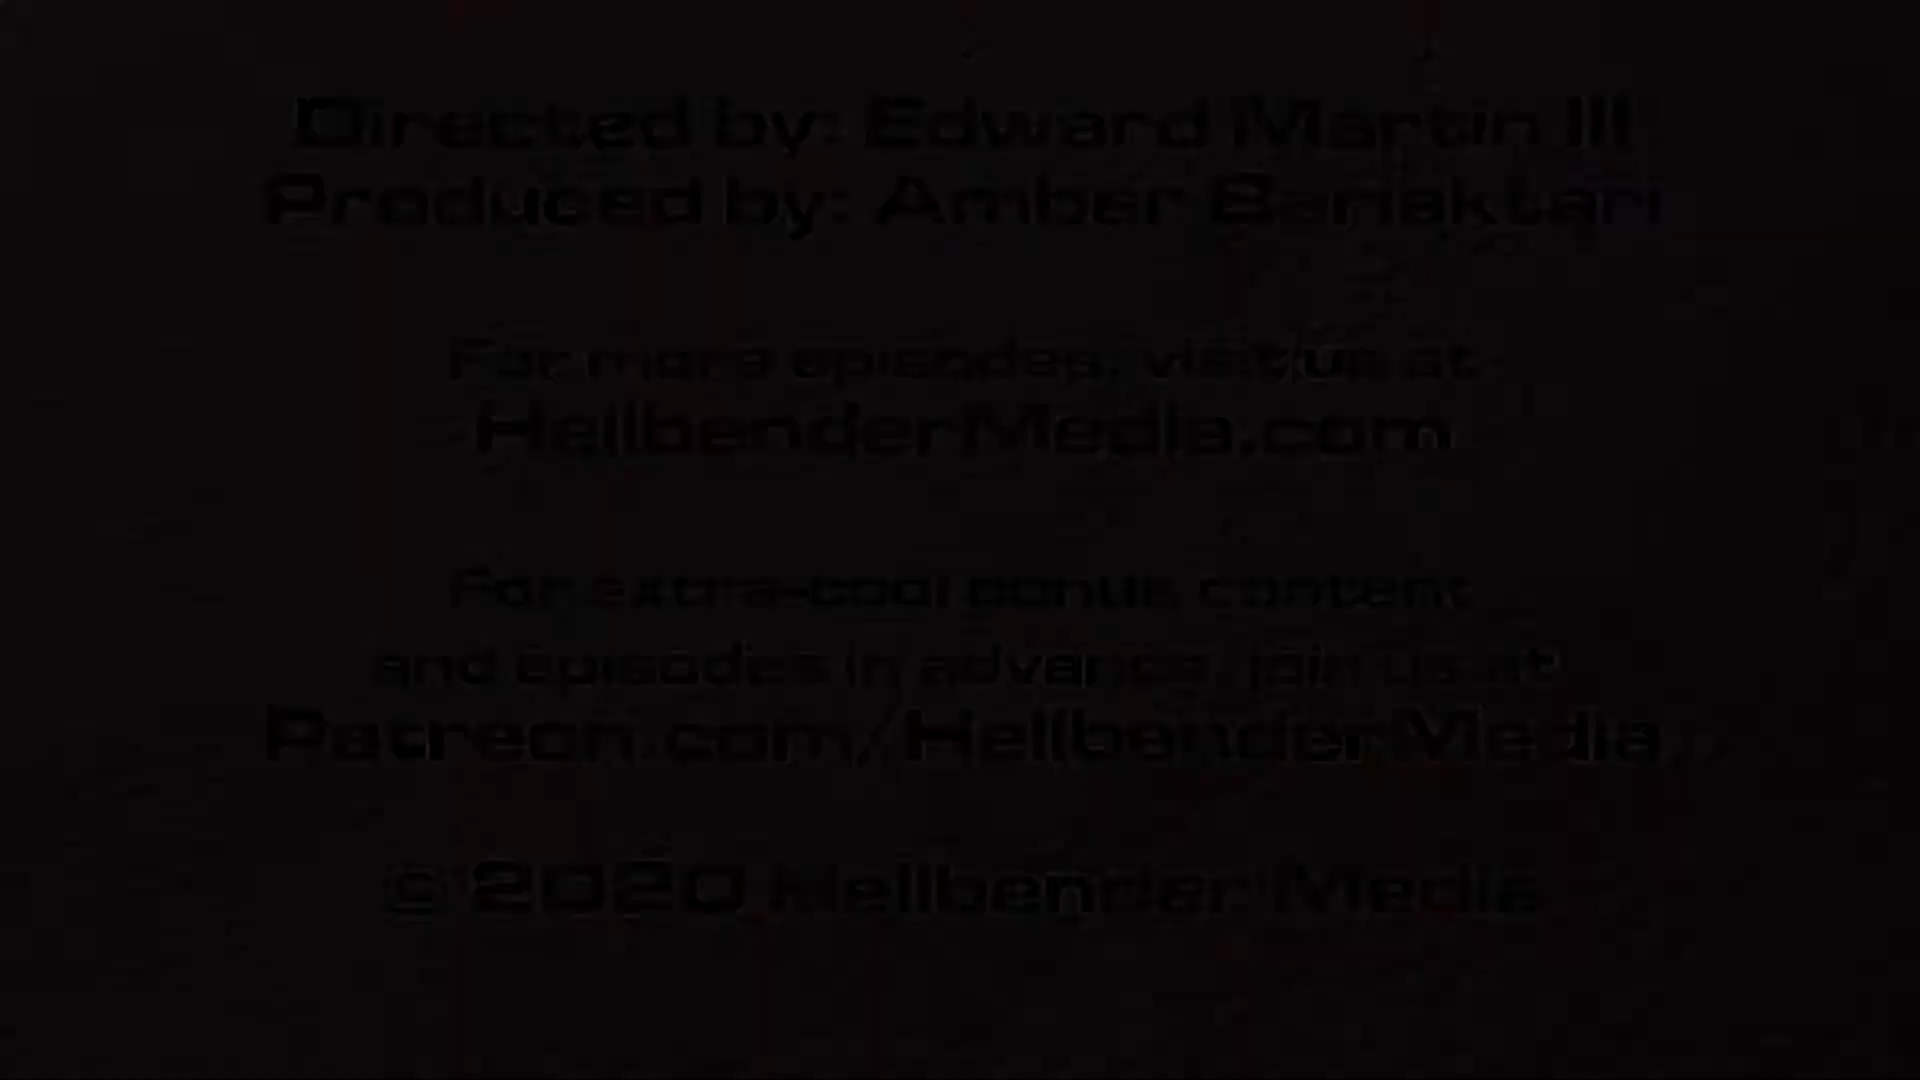 Directed by: Edward Martin III
Produced by: Amber Bariaktari
For more episodes, visit us at
HellbenderMedia.com
For extra-cool bonus content
and episodes in advance, join us at
Patreon.com/HellbenderMedia
© 2020 Hellbender Media